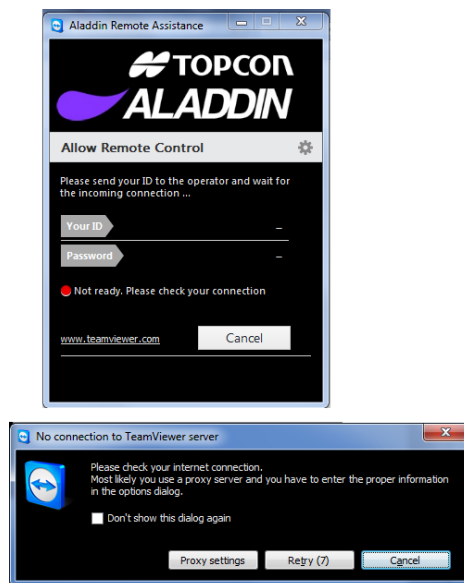 Aladdin Remote Assistance
TOPCON
ALADDIN
Allow Remote Control
Please send your ID to the operator and wait for
the incoming connection ...
Your ID –
Password –
Not ready. Please check your connection
www.teamviewer.com Cancel
No connection to TeamViewer server
Please check your internet connection.
Most likely you use a proxy server and you have to enter the proper information
in the options dialog.
Don't show this dialog again
Proxy settings Retry (7) Cancel